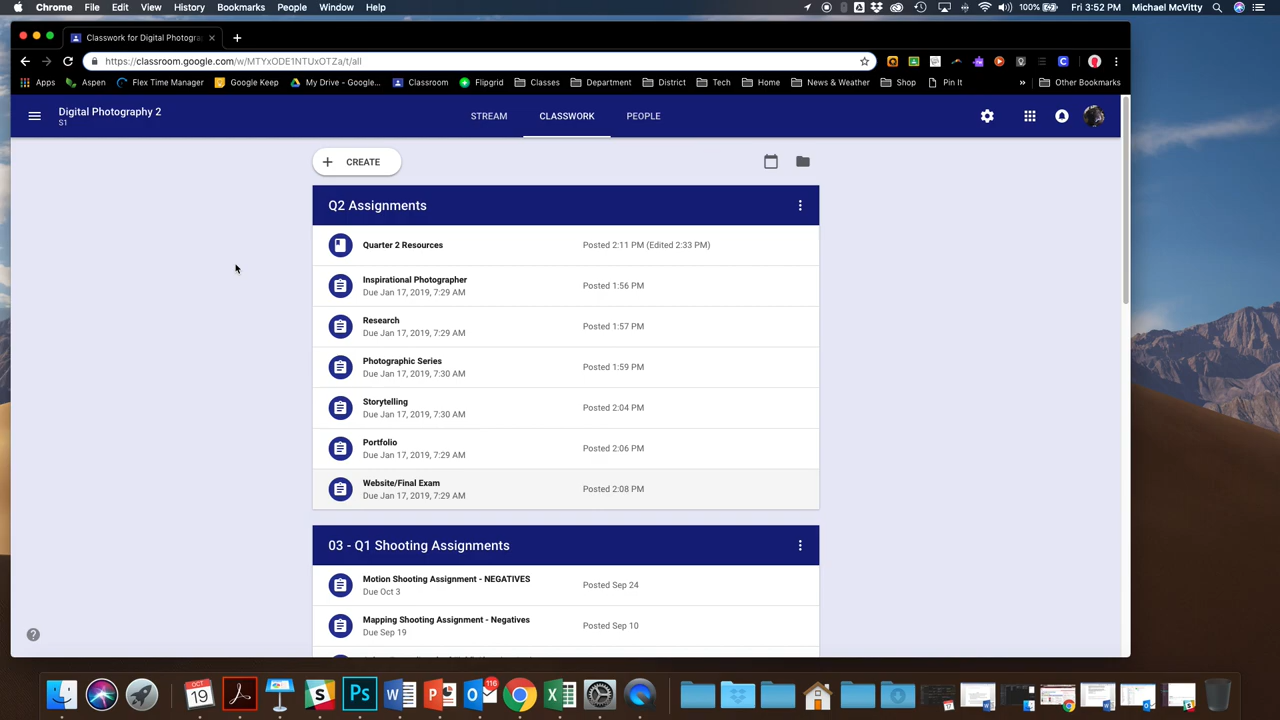 Chrome File Edit View History Bookmarks People Window Help 100% Fri 3:52 PM Michael McVitty
Classwork for Digital Photogra
https://classroom.google.com/w/MTYxODE1NTUxOTZa/t/all
Apps Aspen Flex Time Manager Google Keep My Drive - Google... Classroom Flipgrid Classes Department District Tech Home News & Weather Shop Pin It » Other Bookmarks
Digital Photography 2
S1
STREAM CLASSWORK PEOPLE
+ CREATE
Q2 Assignments
Quarter 2 Resources Posted 2:11 PM (Edited 2:33 PM)
Inspirational Photographer
Due Jan 17, 2019, 7:29 AM Posted 1:56 PM
Research
Due Jan 17, 2019, 7:29 AM Posted 1:57 PM
Photographic Series
Due Jan 17, 2019, 7:30 AM Posted 1:59 PM
Storytelling
Due Jan 17, 2019, 7:30 AM Posted 2:04 PM
Portfolio
Due Jan 17, 2019, 7:29 AM Posted 2:06 PM
Website/Final Exam
Due Jan 17, 2019, 7:29 AM Posted 2:08 PM
03 - Q1 Shooting Assignments
Motion Shooting Assignment - NEGATIVES
Due Oct 3 Posted Sep 24
Mapping Shooting Assignment - Negatives
Due Sep 19 Posted Sep 10
?
OCT
19
Ps
116